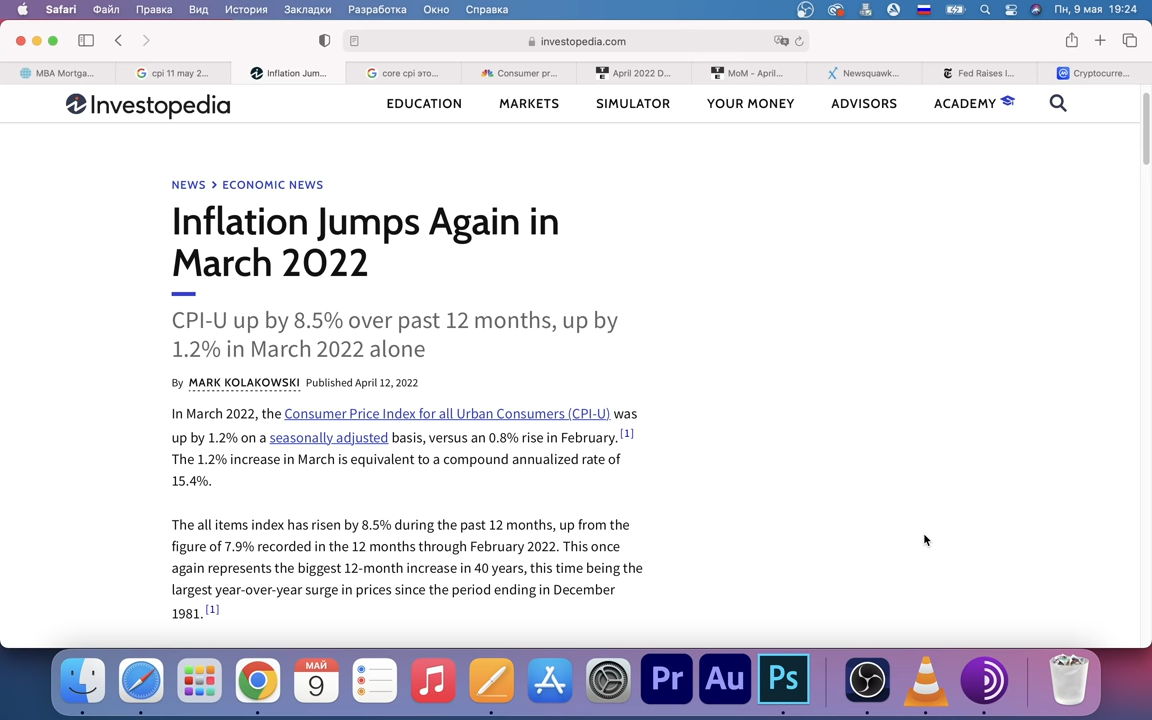 Safari Файл Правка Вид История Закладки Разработка Окно Справка Пн, 9 мая 19:24
investopedia.com
MBA Mortga... cpi 11 may 2... Inflation Jum... core cpi это... Consumer pr... April 2022 D... MoM - April... Newsquawk... Fed Raises I... Cryptocurre...
Investopedia EDUCATION MARKETS SIMULATOR YOUR MONEY ADVISORS ACADEMY
NEWS > ECONOMIC NEWS
Inflation Jumps Again in
March 2022
CPI-U up by 8.5% over past 12 months, up by
1.2% in March 2022 alone
By MARK KOLAKOWSKI Published April 12, 2022
In March 2022, the Consumer Price Index for all Urban Consumers (CPI-U) was
up by 1.2% on a seasonally adjusted basis, versus an 0.8% rise in February. [1]
The 1.2% increase in March is equivalent to a compound annualized rate of
15.4%.
The all items index has risen by 8.5% during the past 12 months, up from the
figure of 7.9% recorded in the 12 months through February 2022. This once
again represents the biggest 12-month increase in 40 years, this time being the
largest year-over-year surge in prices since the period ending in December
1981. [1]
МАЙ
9
Pr Au Ps